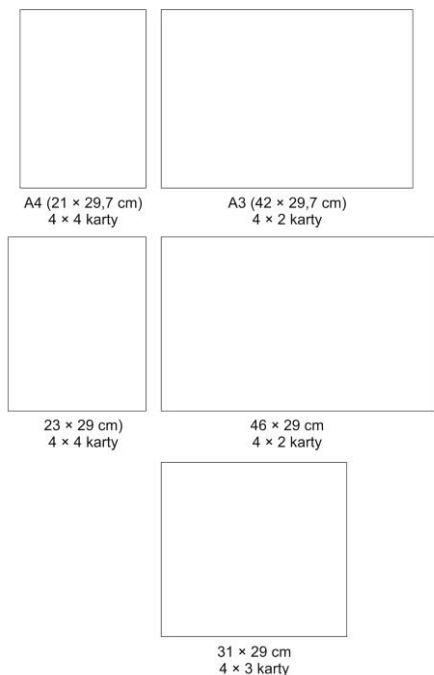 A4 (21 × 29,7 cm)
4 × 4 karty
A3 (42 × 29,7 cm)
4 × 2 karty
23 × 29 cm)
4 × 4 karty
46 × 29 cm
4 × 2 karty
31 × 29 cm
4 × 3 karty